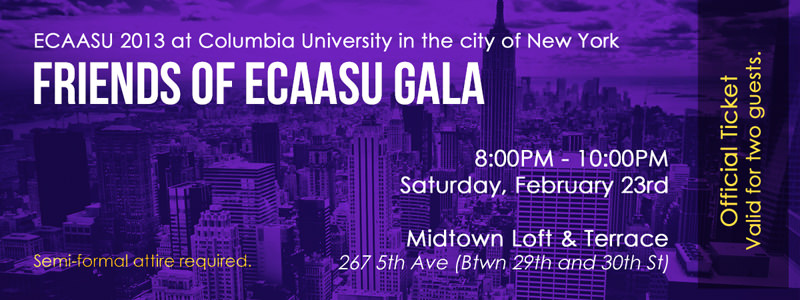 ECAASU 2013 at Columbia University in the city of New York
FRIENDS OF ECAASU GALA
8:00PM - 10:00PM
Saturday, February 23rd
Midtown Loft & Terrace
267 5th Ave (Btwn 29th and 30th St)
Semi-formal attire required.
Official Ticket
Valid for two guests.